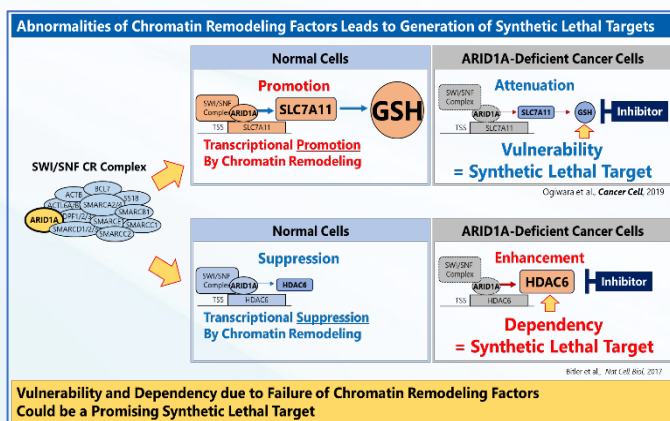 Abnormalities of Chromatin Remodeling Factors Leads to Generation of Synthetic Lethal Targets
Normal Cells
Promotion
SWI/SNF
Complex
ARID1A
SLC7A11
GSH
TSS
SLC7A11
Transcriptional Promotion
By Chromatin Remodeling
ARID1A-Deficient Cancer Cells
Attenuation
SWI/SNF
Complex
ARID1A
SLC7A11
GSH
Inhibitor
TSS
SLC7A11
Vulnerability
= Synthetic Lethal Target
Ogiwara et al., Cancer Cell, 2019
SWI/SNF CR Complex
BCL7
ACTB
SS18
ACTL6A/B
SMARCA2/4
SMARCB1
ARID1A
DPF1/2/3
SMARCE1
SMARCC1
SMARCD1/2/3
SMARCC2
Normal Cells
Suppression
SWI/SNF
Complex
ARID1A
HDAC6
TSS
HDAC6
Transcriptional Suppression
By Chromatin Remodeling
ARID1A-Deficient Cancer Cells
Enhancement
SWI/SNF
Complex
ARID1A
HDAC6
Inhibitor
TSS
HDAC6
Dependency
= Synthetic Lethal Target
Bitler et al., Nat Cell Biol, 2017
Vulnerability and Dependency due to Failure of Chromatin Remodeling Factors
Could be a Promising Synthetic Lethal Target